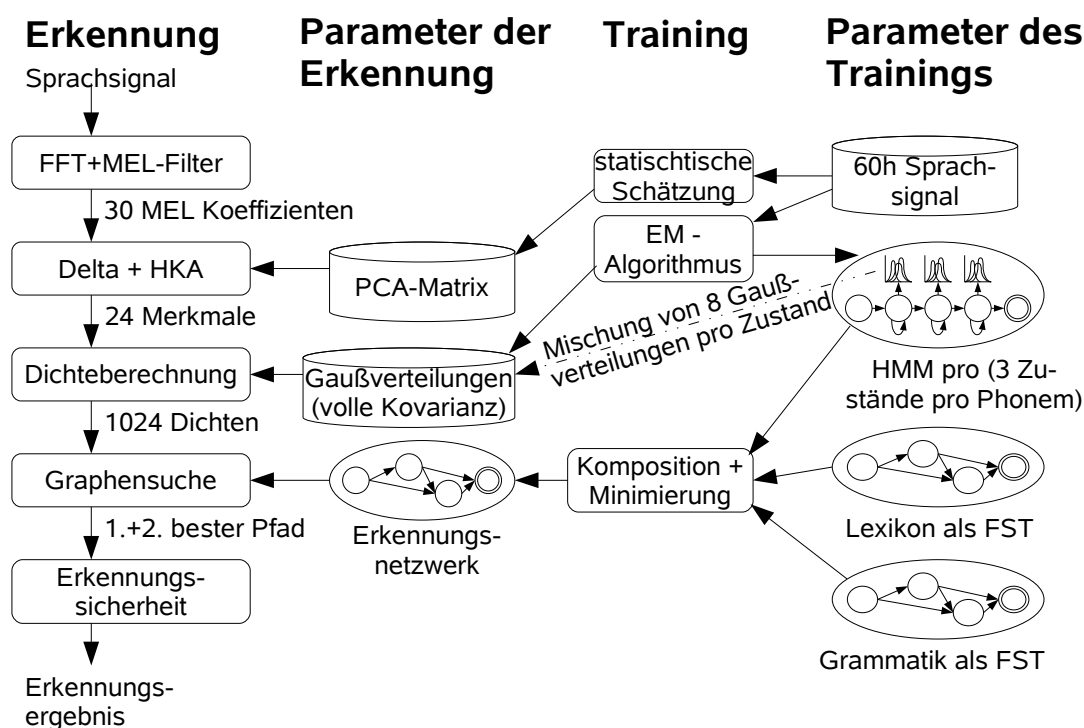 Erkennung
Parameter der
Erkennung
Training
Parameter des
Trainings
Sprachsignal
FFT+MEL-Filter
30 MEL Koeffizienten
Delta + HKA
24 Merkmale
Dichteberechnung
1024 Dichten
Graphensuche
1.+2. bester Pfad
Erkennungs-
sicherheit
Erkennungs-
ergebnis
PCA-Matrix
Gaußverteilungen
(volle Kovarianz)
Erkennungs-
netzwerk
statischtische
Schätzung
EM -
Algorithmus
Mischung von 8 Gauß-
verteilungen pro Zustand
Komposition +
Minimierung
60h Sprach-
signal
HMM pro (3 Zu-
stände pro Phonem)
Lexikon als FST
Grammatik als FST